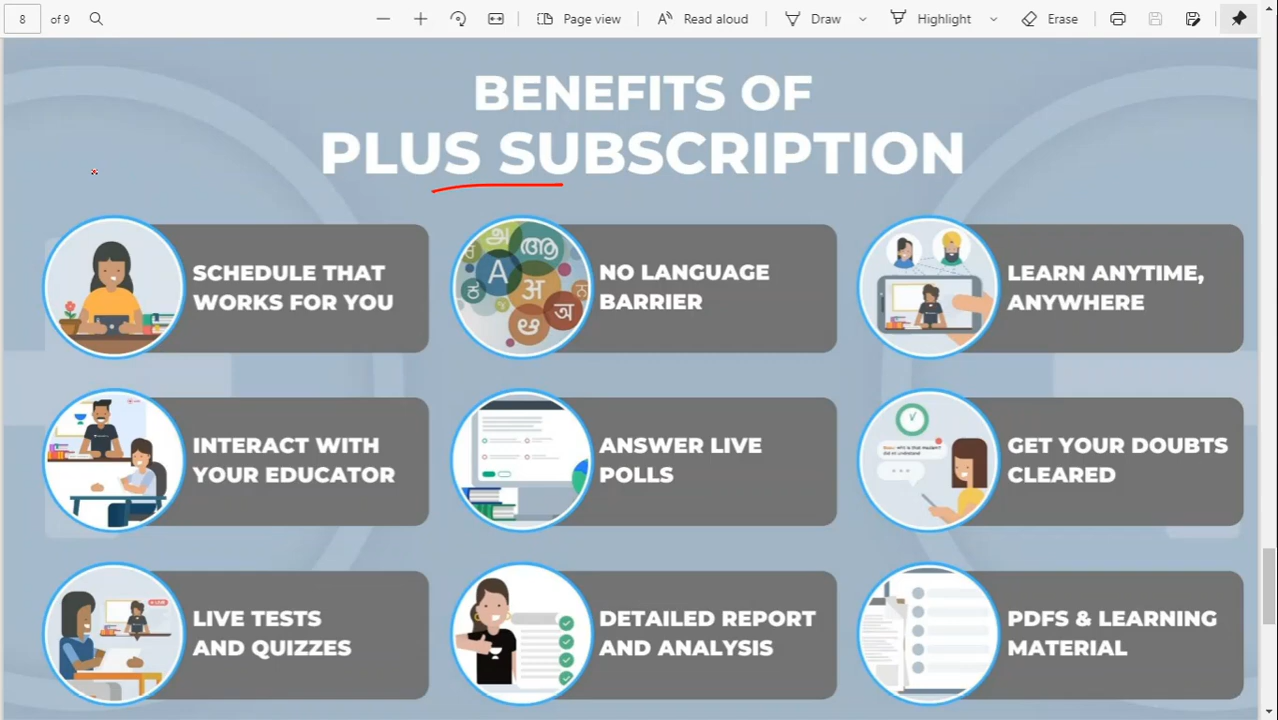 8 of 9 Page view Read aloud Draw Highlight Erase
BENEFITS OF
PLUS SUBSCRIPTION
SCHEDULE THAT
WORKS FOR YOU
NO LANGUAGE
BARRIER
LEARN ANYTIME,
ANYWHERE
INTERACT WITH
YOUR EDUCATOR
ANSWER LIVE
POLLS
GET YOUR DOUBTS
CLEARED
LIVE TESTS
AND QUIZZES
DETAILED REPORT
AND ANALYSIS
PDFS & LEARNING
MATERIAL